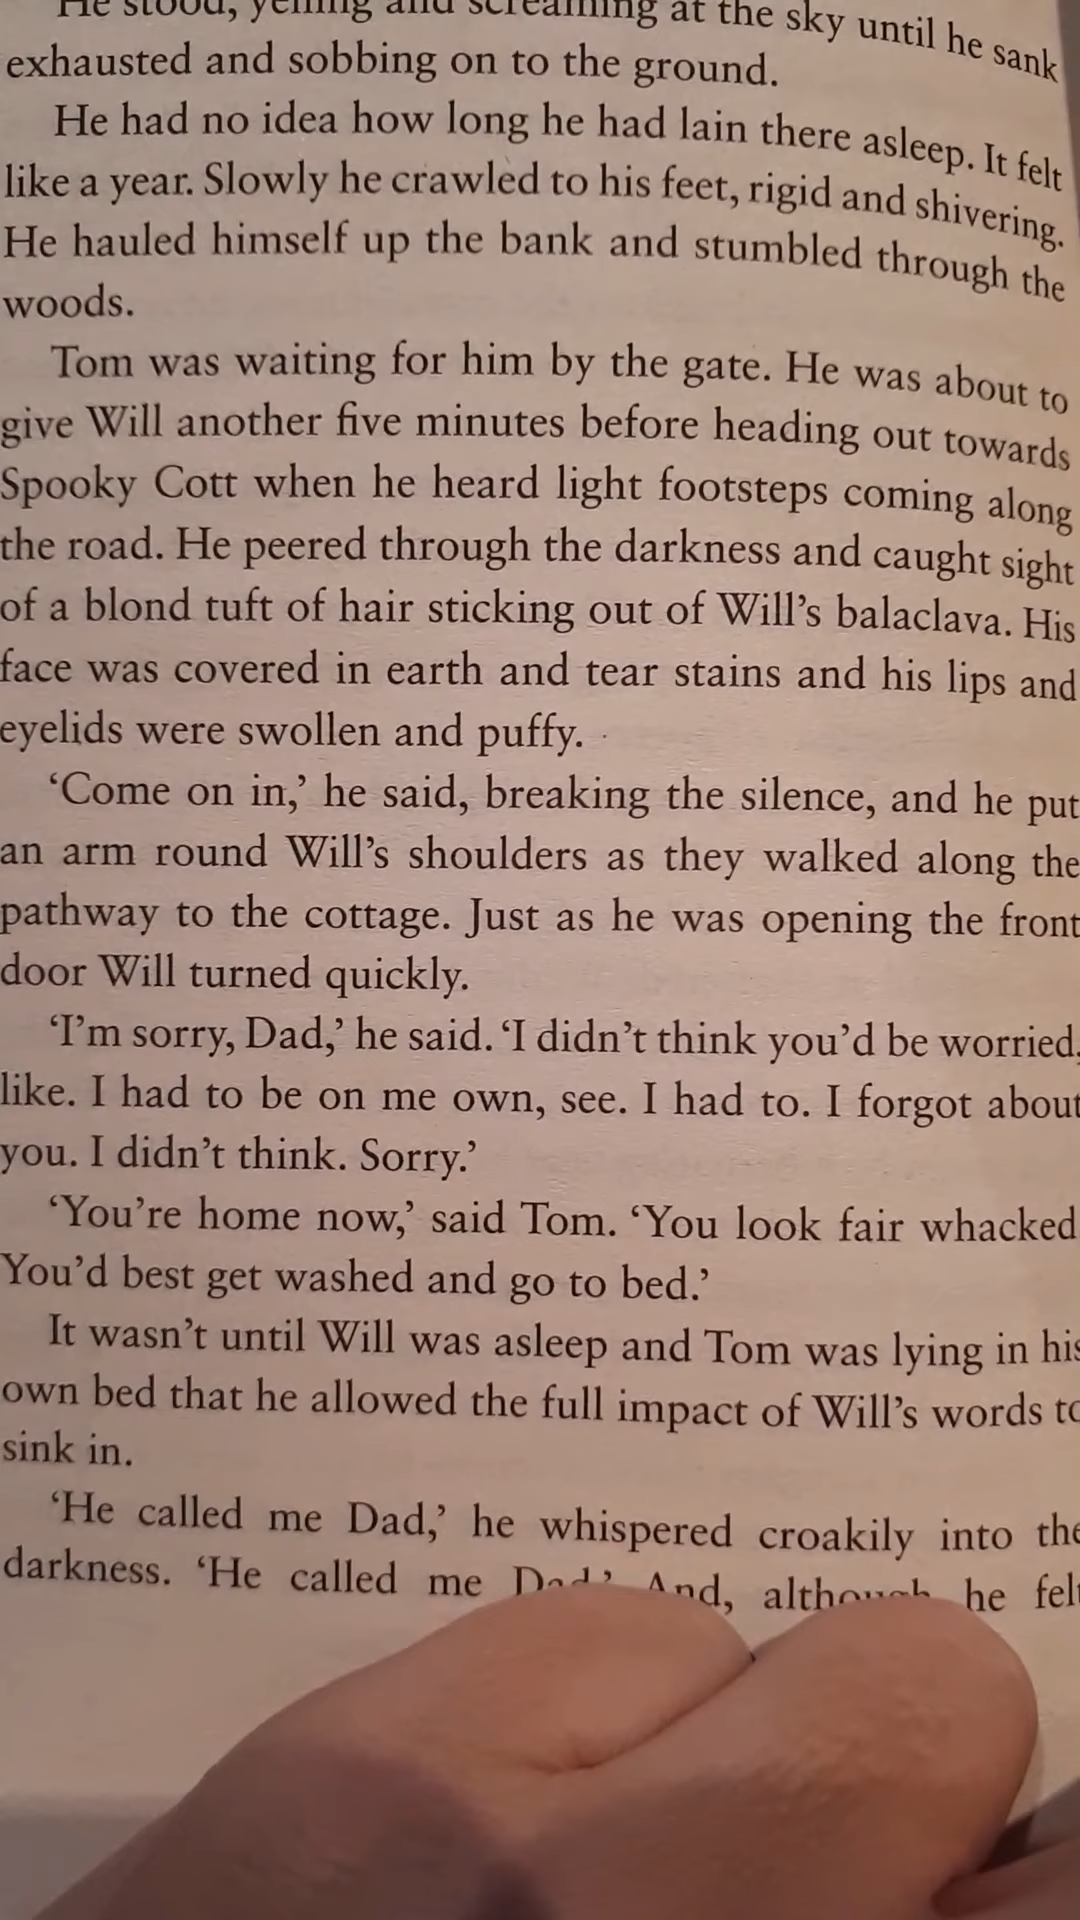 He stood, yelling and screaming at the sky until he sank
exhausted and sobbing on to the ground.
He had no idea how long he had lain there asleep. It felt
like a year. Slowly he crawled to his feet, rigid and shivering.
He hauled himself up the bank and stumbled through the
woods.
Tom was waiting for him by the gate. He was about to
give Will another five minutes before heading out towards
Spooky Cott when he heard light footsteps coming along
the road. He peered through the darkness and caught sight
of a blond tuft of hair sticking out of Will’s balaclava. His
face was covered in earth and tear stains and his lips and
eyelids were swollen and puffy.
‘Come on in,’ he said, breaking the silence, and he put
an arm round Will’s shoulders as they walked along the
pathway to the cottage. Just as he was opening the front
door Will turned quickly.
‘I’m sorry, Dad,’ he said. ‘I didn’t think you’d be worried,
like. I had to be on me own, see. I had to. I forgot about
you. I didn’t think. Sorry.’
‘You’re home now,’ said Tom. ‘You look fair whacked
You’d best get washed and go to bed.’
It wasn’t until Will was asleep and Tom was lying in his
own bed that he allowed the full impact of Will’s words to
sink in.
‘He called me Dad,’ he whispered croakily into the
darkness. ‘He called me Dad.’ And, although he felt